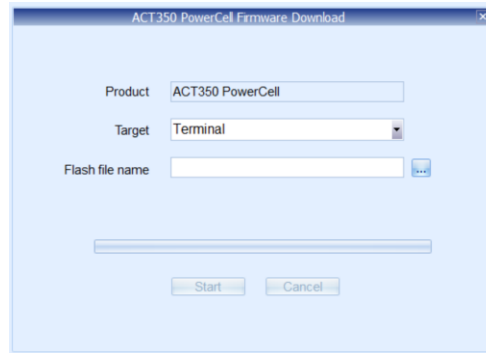 ACT350 PowerCell Firmware Download
Product ACT350 PowerCell
Target Terminal
Flash file name ...
Start Cancel